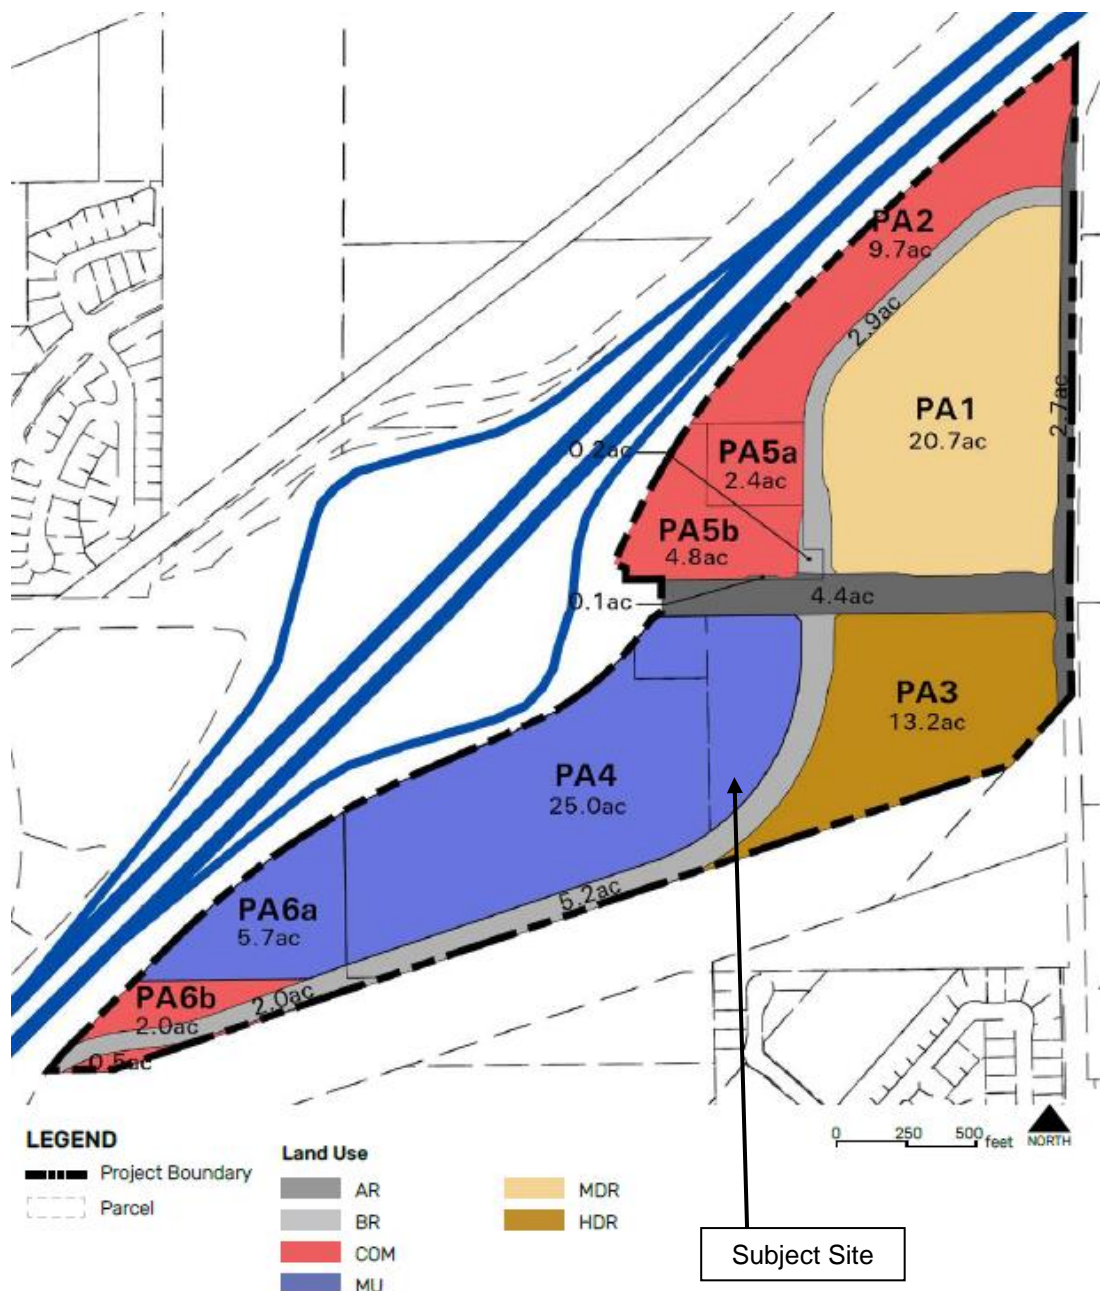 PA2
9.7ac
2.9ac
2.7ac
PA1
20.7ac
0.2ac
PA5a
2.4ac
PA5b
4.8ac
0.1ac
4.4ac
PA3
13.2ac
PA4
25.0ac
5.2ac
PA6a
5.7ac
PA6b
2.0ac
2.0ac
0.5ac
LEGEND
Project Boundary
Parcel
Land Use
AR
BR
COM
MU
MDR
HDR
0 250 500 feet
NORTH
Subject Site